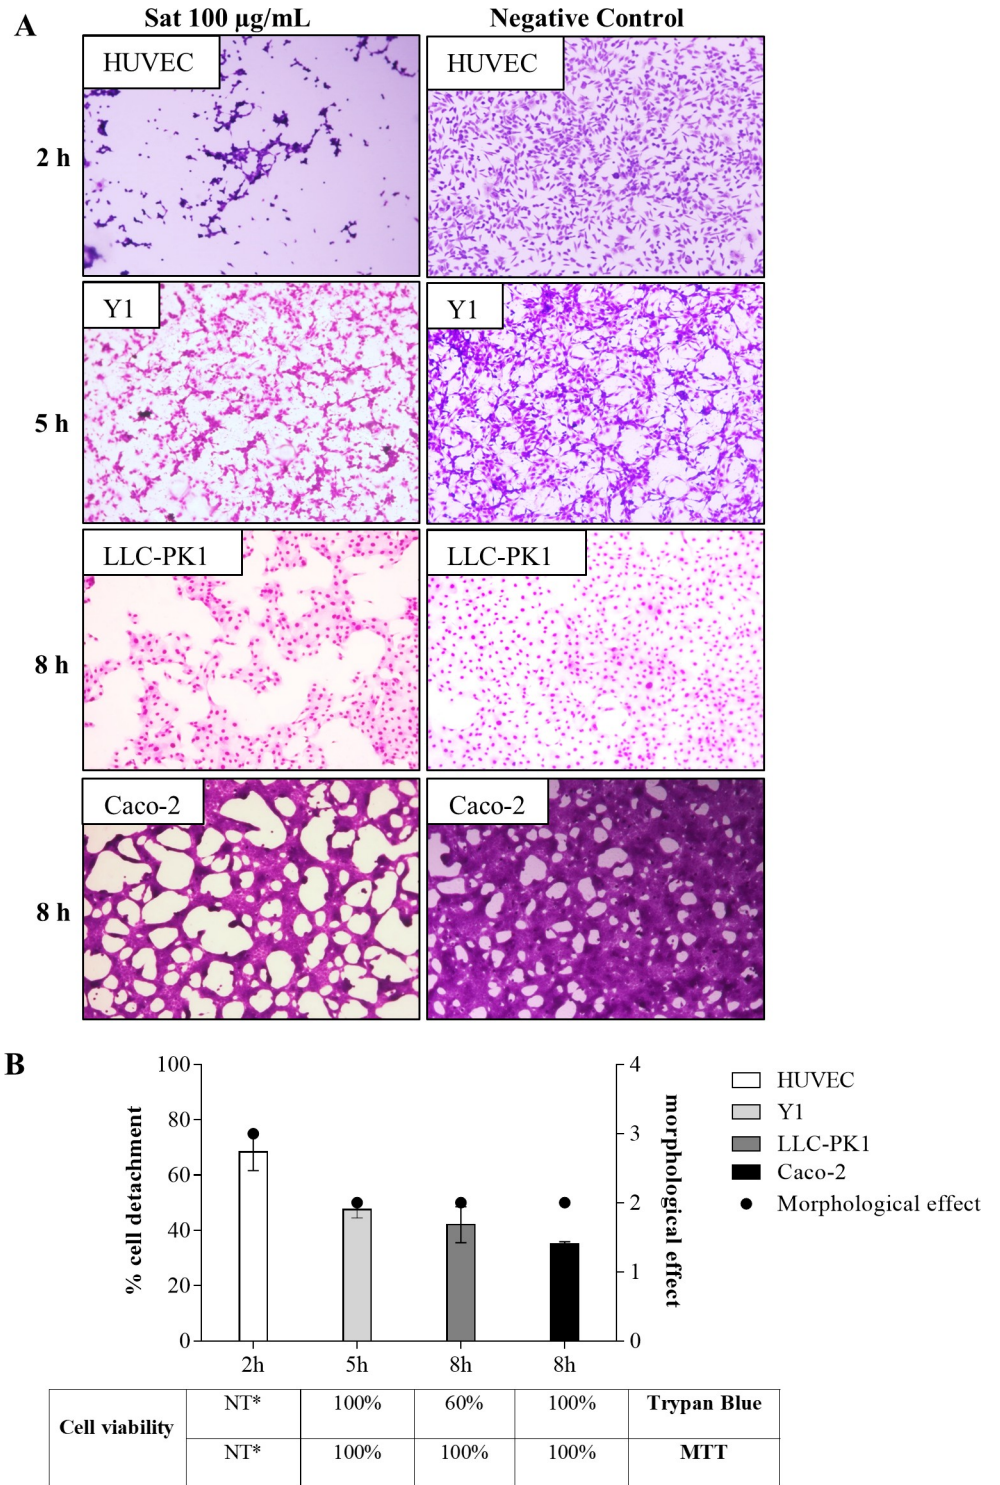 A
Sat 100 µg/mL
Negative Control
HUVEC
HUVEC
2 h
Y1
Y1
5 h
LLC-PK1
LLC-PK1
8 h
Caco-2
Caco-2
8 h
B
100
80
60
40
20
0
% cell detachment
4
3
2
1
0
morphological effect
2h
5h
8h
8h
HUVEC
Y1
LLC-PK1
Caco-2
Morphological effect
Cell viability
NT* 100% 60% 100% Trypan Blue
NT* 100% 100% 100% MTT